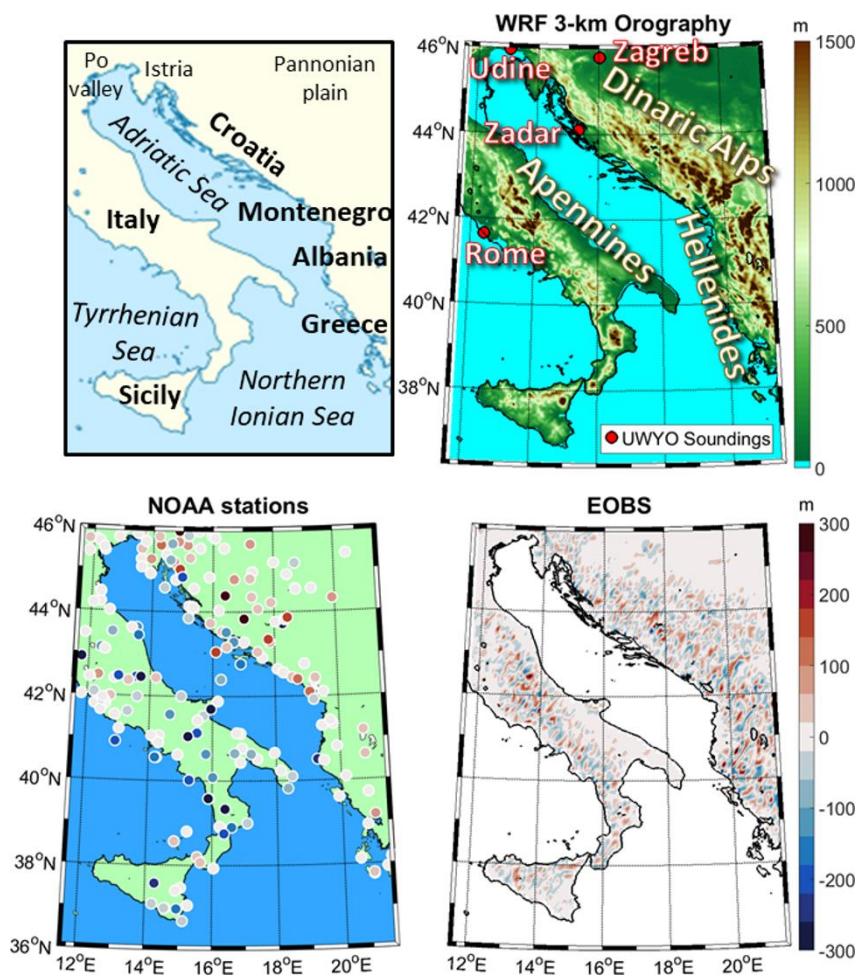 Po
valley
Istria
Pannonian
plain
Croatia
Adriatic Sea
Italy
Montenegro
Albania
Greece
Tyrrhenian
Sea
Sicily
Northern
Ionian Sea
WRF 3-km Orography
m
46°N
44°N
42°N
40°N
38°N
Udine
Zagreb
Dinaric Alps
Zadar
Apennines
Rome
Hellenides
UWYO Soundings
1500
1000
500
0
NOAA stations
46°N
44°N
42°N
40°N
38°N
36°N
12°E
14°E
16°E
18°E
20°E
EOBS
12°E
14°E
16°E
18°E
20°E
m
300
200
100
0
-100
-200
-300